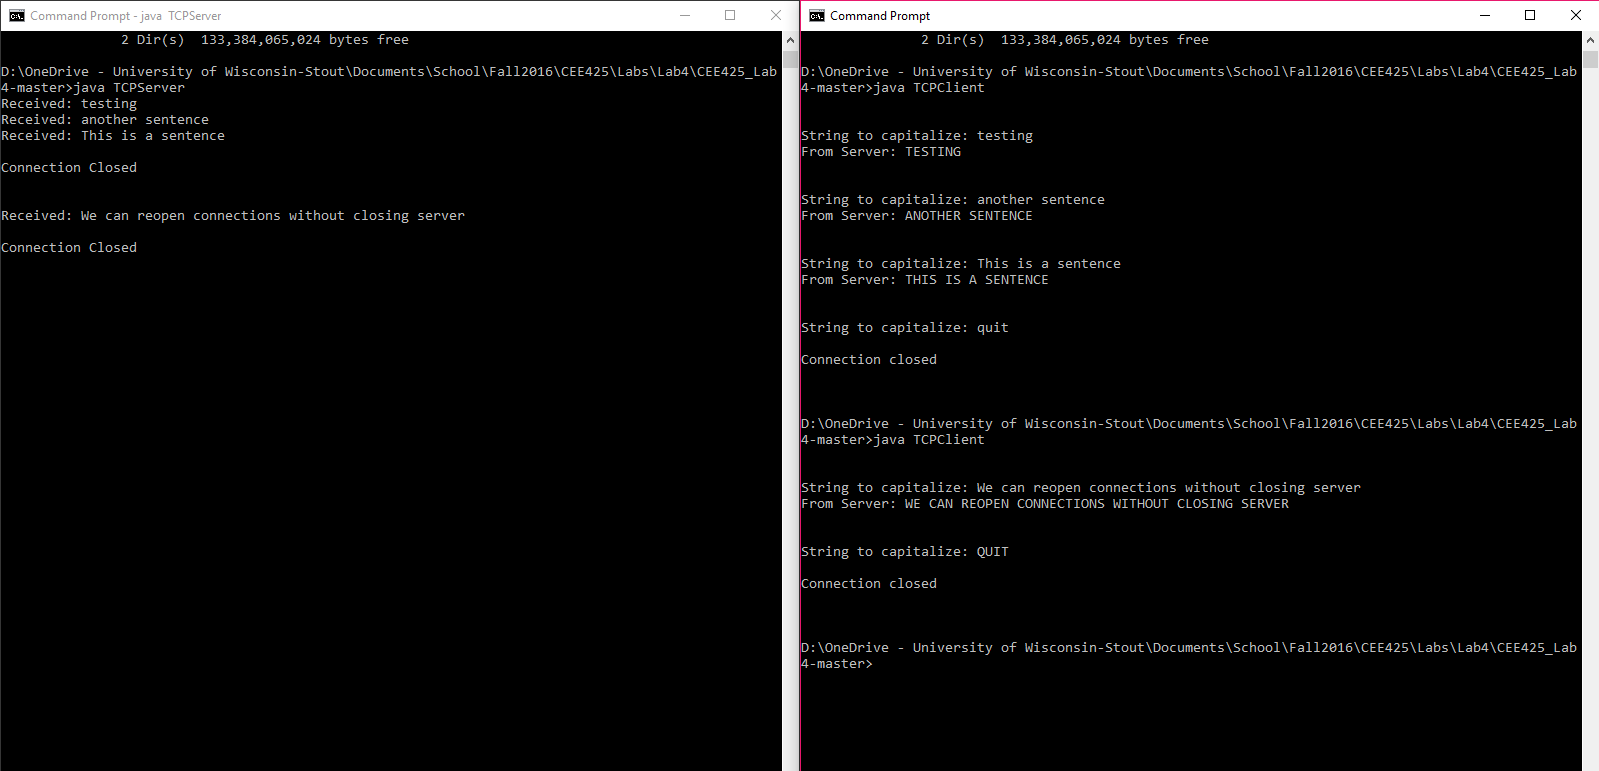 Command Prompt - java  TCPServer
2 Dir(s)  133,384,065,024 bytes free
D:\OneDrive - University of Wisconsin-Stout\Documents\School\Fall2016\CEE425\Labs\Lab4\CEE425_Lab
4-master>java TCPServer
Received: testing
Received: another sentence
Received: This is a sentence
Connection Closed
Received: We can reopen connections without closing server
Connection Closed
Command Prompt
2 Dir(s)  133,384,065,024 bytes free
D:\OneDrive - University of Wisconsin-Stout\Documents\School\Fall2016\CEE425\Labs\Lab4\CEE425_Lab
4-master>java TCPClient
String to capitalize: testing
From Server: TESTING
String to capitalize: another sentence
From Server: ANOTHER SENTENCE
String to capitalize: This is a sentence
From Server: THIS IS A SENTENCE
String to capitalize: quit
Connection closed
D:\OneDrive - University of Wisconsin-Stout\Documents\School\Fall2016\CEE425\Labs\Lab4\CEE425_Lab
4-master>java TCPClient
String to capitalize: We can reopen connections without closing server
From Server: WE CAN REOPEN CONNECTIONS WITHOUT CLOSING SERVER
String to capitalize: QUIT
Connection closed
D:\OneDrive - University of Wisconsin-Stout\Documents\School\Fall2016\CEE425\Labs\Lab4\CEE425_Lab
4-master>